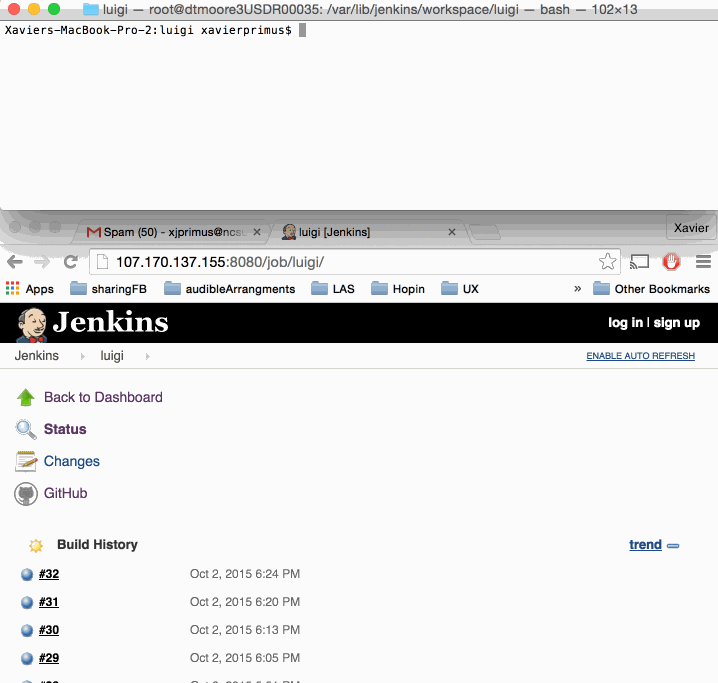 luigi — root@dtmoore3USDR00035: /var/lib/jenkins/workspace/luigi — bash — 102×13
Xaviers-MacBook-Pro-2:luigi xavierprimus$
Spam (50) - xjprimus@ncsu
luigi [Jenkins]
Xavier
107.170.137.155:8080/job/luigi/
Apps sharingFB audibleArrangments LAS Hopin UX » Other Bookmarks
Jenkins
log in | sign up
Jenkins luigi
ENABLE AUTO REFRESH
Back to Dashboard
Status
Changes
GitHub
Build History trend
#32 Oct 2, 2015 6:24 PM
#31 Oct 2, 2015 6:20 PM
#30 Oct 2, 2015 6:13 PM
#29 Oct 2, 2015 6:05 PM